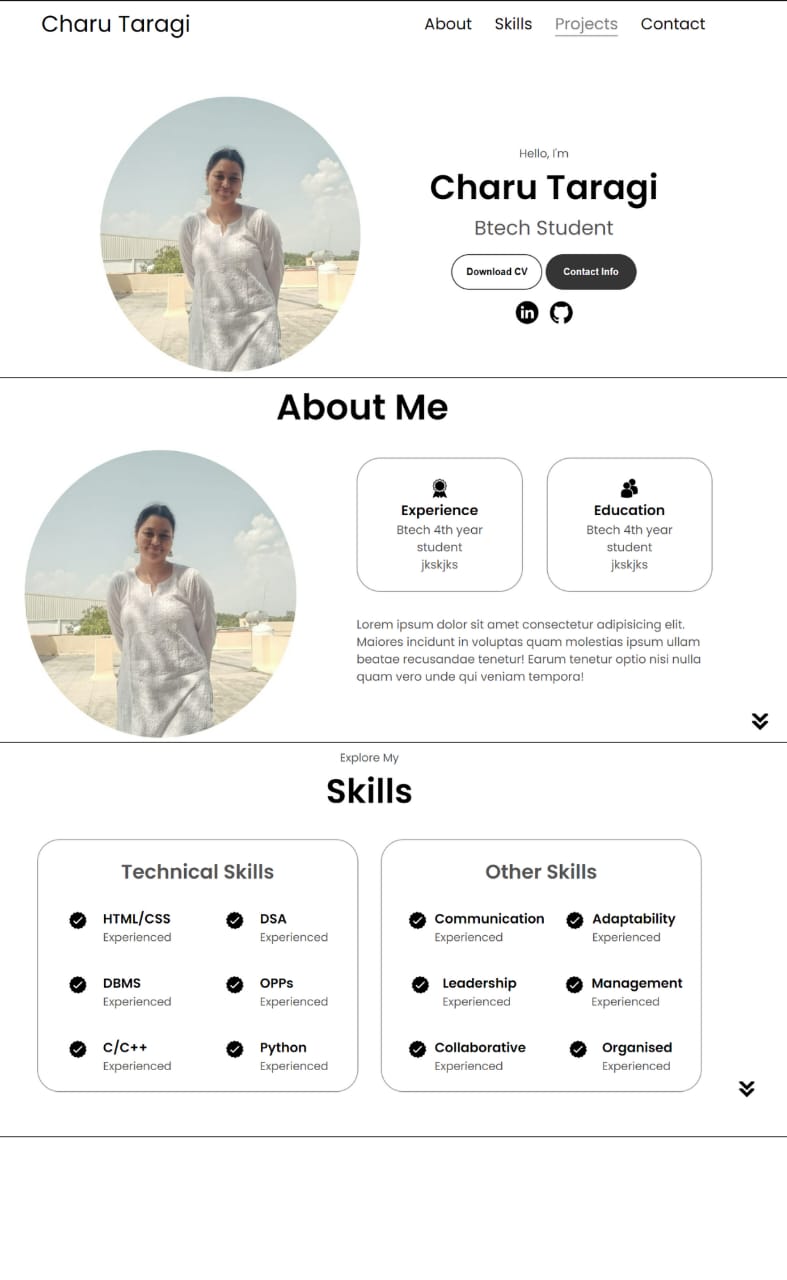 Charu Taragi
About Skills Projects Contact
Hello, I'm
Charu Taragi
Btech Student
Download CV Contact Info
in
About Me
Experience
Btech 4th year
student
jkskjks
Education
Btech 4th year
student
jkskjks
Lorem ipsum dolor sit amet consectetur adipisicing elit.
Maiores incidunt in voluptas quam molestias ipsum ullam
beatae recusandae tenetur! Earum tenetur optio nisi nulla
quam vero unde qui veniam tempora!
Explore My
Skills
Technical Skills
HTML/CSS
Experienced
DSA
Experienced
DBMS
Experienced
OPPs
Experienced
C/C++
Experienced
Python
Experienced
Other Skills
Communication
Experienced
Adaptability
Experienced
Leadership
Experienced
Management
Experienced
Collaborative
Experienced
Organised
Experienced